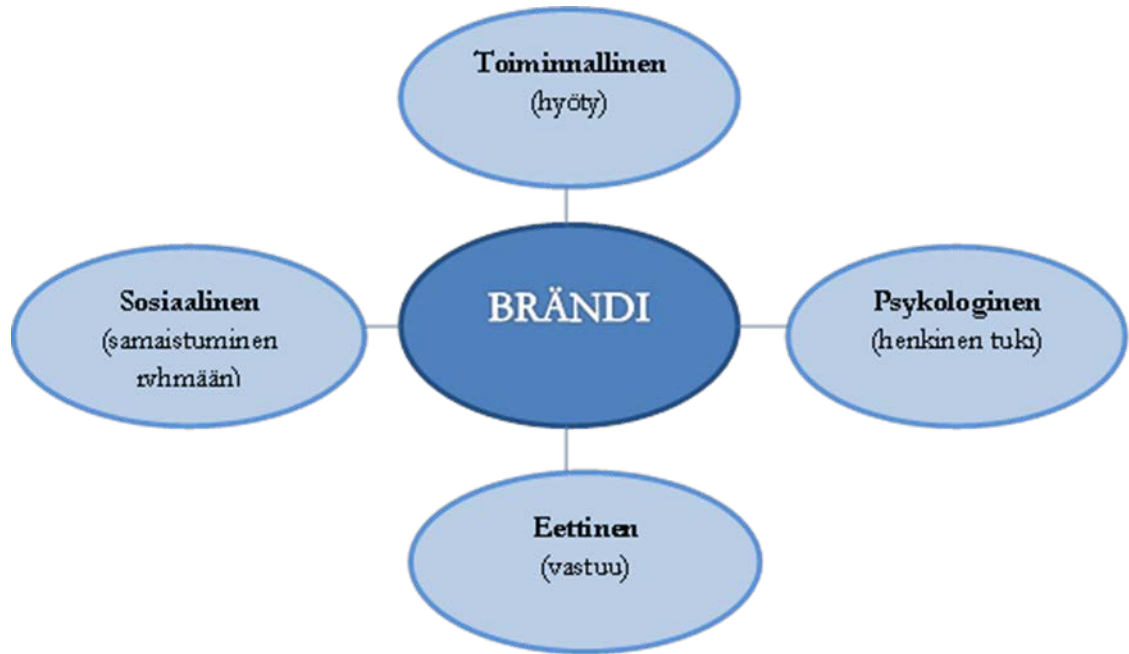 Toiminnallinen
(hyöty)
Sosiaalinen
(samaistuminen
ryhmään)
BRÄNDI
Psykologinen
(henkinen tuki)
Eettinen
(vastuu)